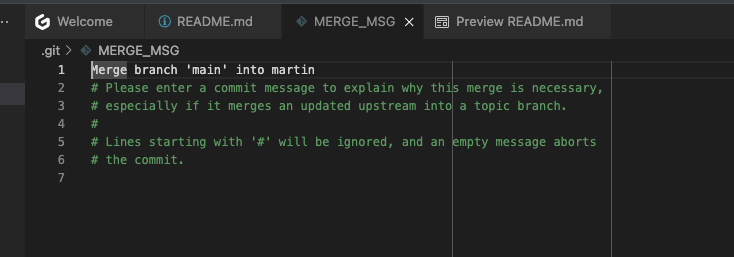 Welcome README.md MERGE_MSG Preview README.md
.git MERGE_MSG
1 Merge branch 'main' into martin
2 # Please enter a commit message to explain why this merge is necessary,
3 # especially if it merges an updated upstream into a topic branch.
4 #
5 # Lines starting with '#' will be ignored, and an empty message aborts
6 # the commit.
7